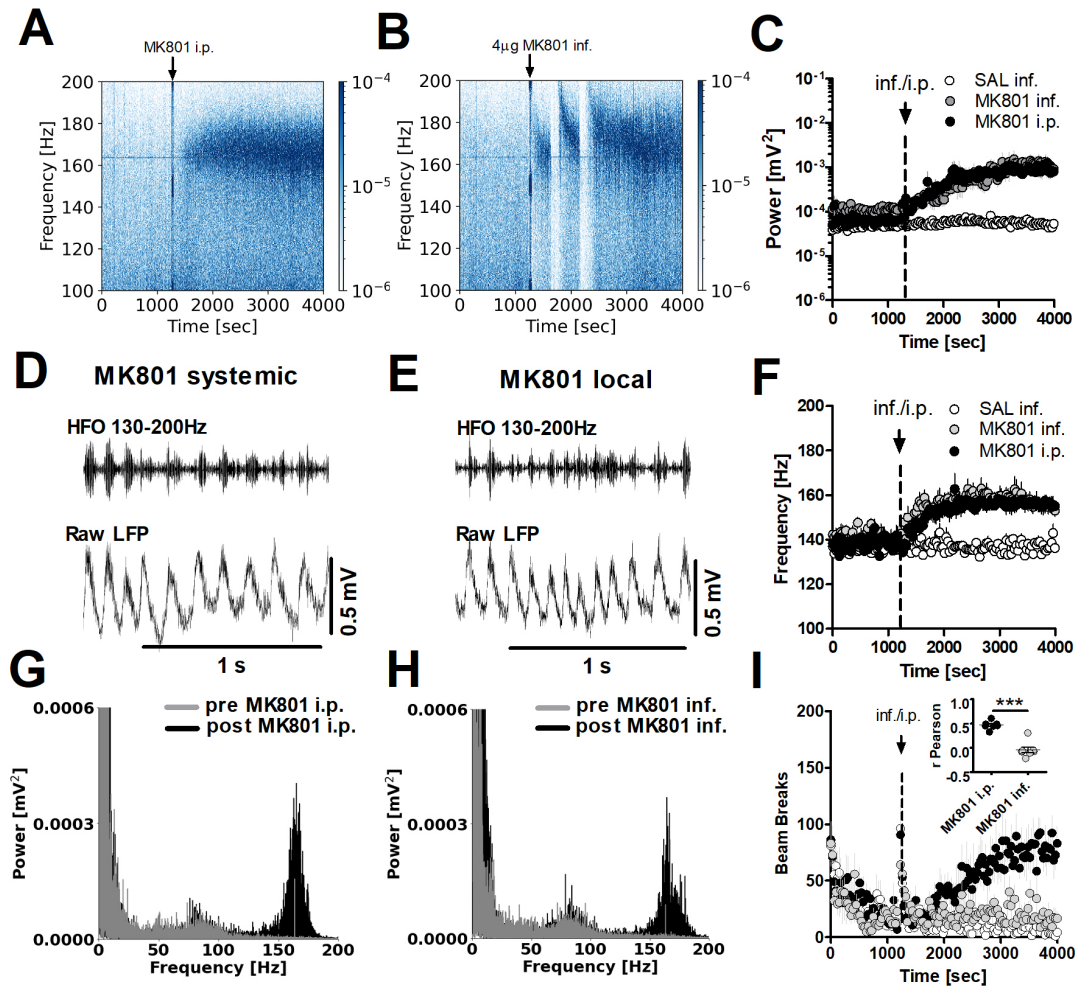 A
MK801 i.p.
Frequency [Hz]
200
180
160
140
120
100
0
1000
2000
3000
4000
Time [sec]
10⁻⁴
10⁻⁵
10⁻⁶
B
4µg MK801 inf.
Frequency [Hz]
200
180
160
140
120
100
0
1000
2000
3000
4000
Time [sec]
10⁻⁴
10⁻⁵
10⁻⁶
C
inf./i.p.
SAL inf.
MK801 inf.
MK801 i.p.
Power [mV²]
10⁻¹
10⁻²
10⁻³
10⁻⁴
10⁻⁵
10⁻⁶
0
1000
2000
3000
4000
Time [sec]
D
MK801 systemic
HFO 130-200Hz
Raw LFP
0.5 mV
1 s
E
MK801 local
HFO 130-200Hz
Raw LFP
0.5 mV
1 s
F
inf./i.p.
SAL inf.
MK801 inf.
MK801 i.p.
Frequency [Hz]
200
180
160
140
120
100
0
1000
2000
3000
4000
Time [sec]
G
pre MK801 i.p.
post MK801 i.p.
Power [mV²]
0.0006
0.0003
0.0000
0
50
100
150
200
Frequency [Hz]
H
pre MK801 inf.
post MK801 inf.
Power [mV²]
0.0006
0.0003
0.0000
0
50
100
150
200
Frequency [Hz]
I
inf./i.p.
Beam Breaks
200
150
100
50
0
0
1000
2000
3000
4000
Time [sec]
r Pearson
1.0
0.5
0.0
-0.5
***
MK801 i.p.
MK801 inf.